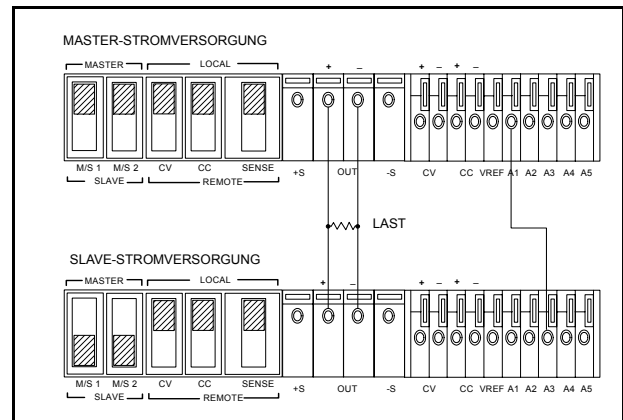 MASTER-STROMVERSORGUNG
MASTER LOCAL
+ – + – + –
M/S 1 M/S 2 CV CC SENSE +S OUT -S CV CC VREF A1 A2 A3 A4 A5
SLAVE REMOTE
LAST
SLAVE-STROMVERSORGUNG
MASTER LOCAL
+ – + – + –
M/S 1 M/S 2 CV CC SENSE +S OUT -S CV CC VREF A1 A2 A3 A4 A5
SLAVE REMOTE